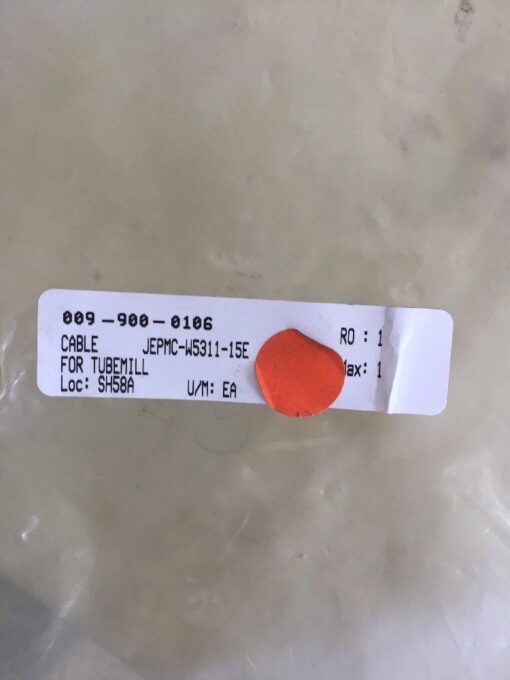 009-900-0106
CABLE JEPMC-W5311-15E RO : 1
FOR TUBEMILL
Loc: SH58A U/M: EA Max: 1